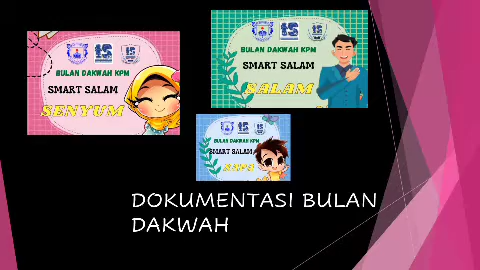 BULAN DAKWAH KPM
SMART SALAM
SENYUM
BULAN DAKWAH KPM
SMART SALAM
SALAM
BULAN DAKWAH KPM
SMART SALAM
DOKUMENTASI BULAN
DAKWAH